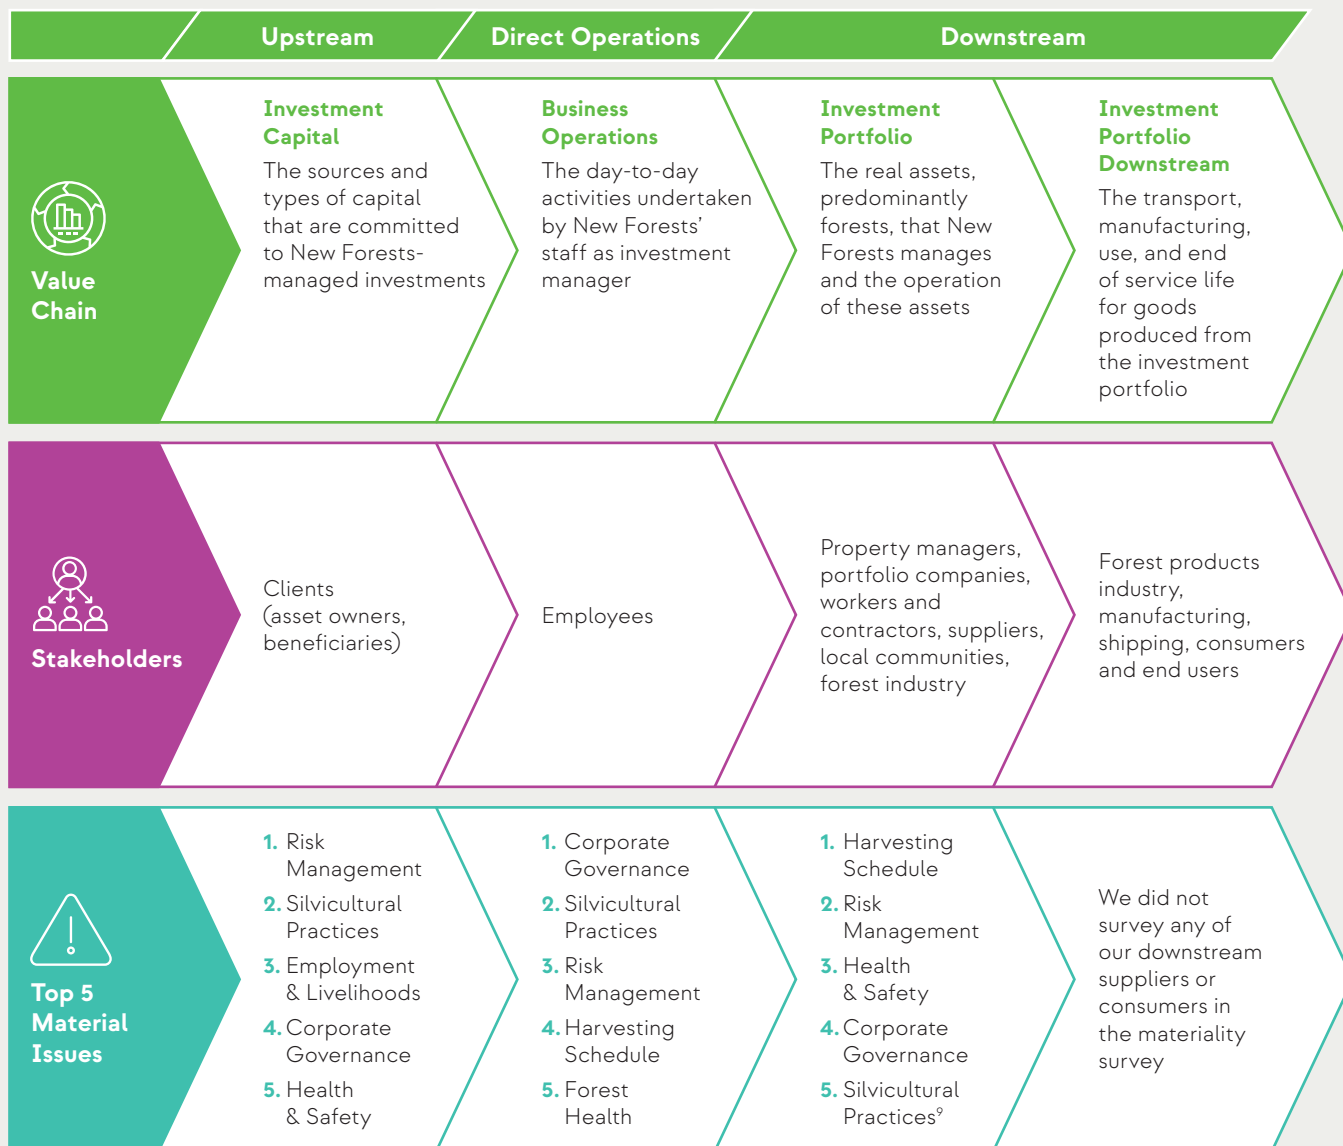 Upstream
Direct Operations
Downstream
Value
Chain
Investment
Capital
The sources and
types of capital
that are committed
to New Forests-
managed investments
Business
Operations
The day-to-day
activities undertaken
by New Forests’
staff as investment
manager
Investment
Portfolio
The real assets,
predominantly
forests, that New
Forests manages
and the operation
of these assets
Investment
Portfolio
Downstream
The transport,
manufacturing,
use, and end
of service life
for goods
produced from
the investment
portfolio
Stakeholders
Clients
(asset owners,
beneficiaries)
Employees
Property managers,
portfolio companies,
workers and
contractors, suppliers,
local communities,
forest industry
Forest products
industry,
manufacturing,
shipping, consumers
and end users
Top 5
Material
Issues
1. Risk
Management
2. Silvicultural
Practices
3. Employment
& Livelihoods
4. Corporate
Governance
5. Health
& Safety
1. Corporate
Governance
2. Silvicultural
Practices
3. Risk
Management
4. Harvesting
Schedule
5. Forest
Health
1. Harvesting
Schedule
2. Risk
Management
3. Health
& Safety
4. Corporate
Governance
5. Silvicultural
Practices⁹
We did not
survey any of
our downstream
suppliers or
consumers in
the materiality
survey